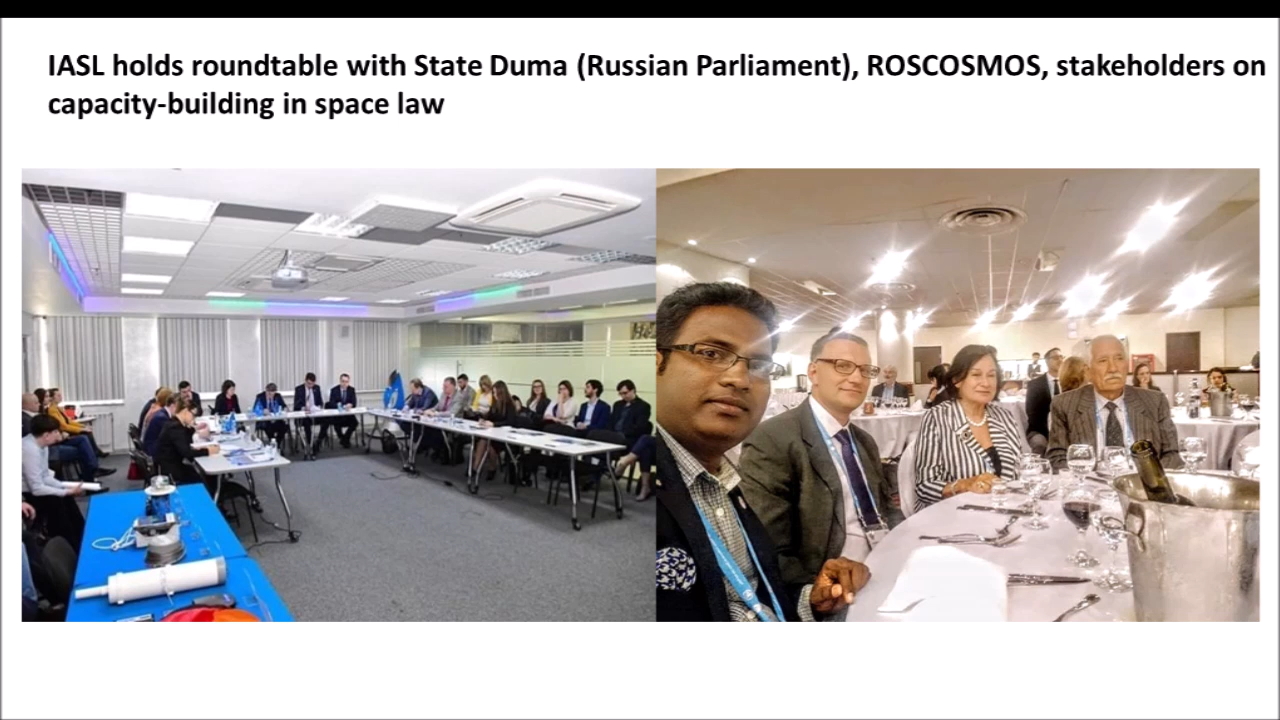 IASL holds roundtable with State Duma (Russian Parliament), ROSCOSMOS, stakeholders on
capacity-building in space law